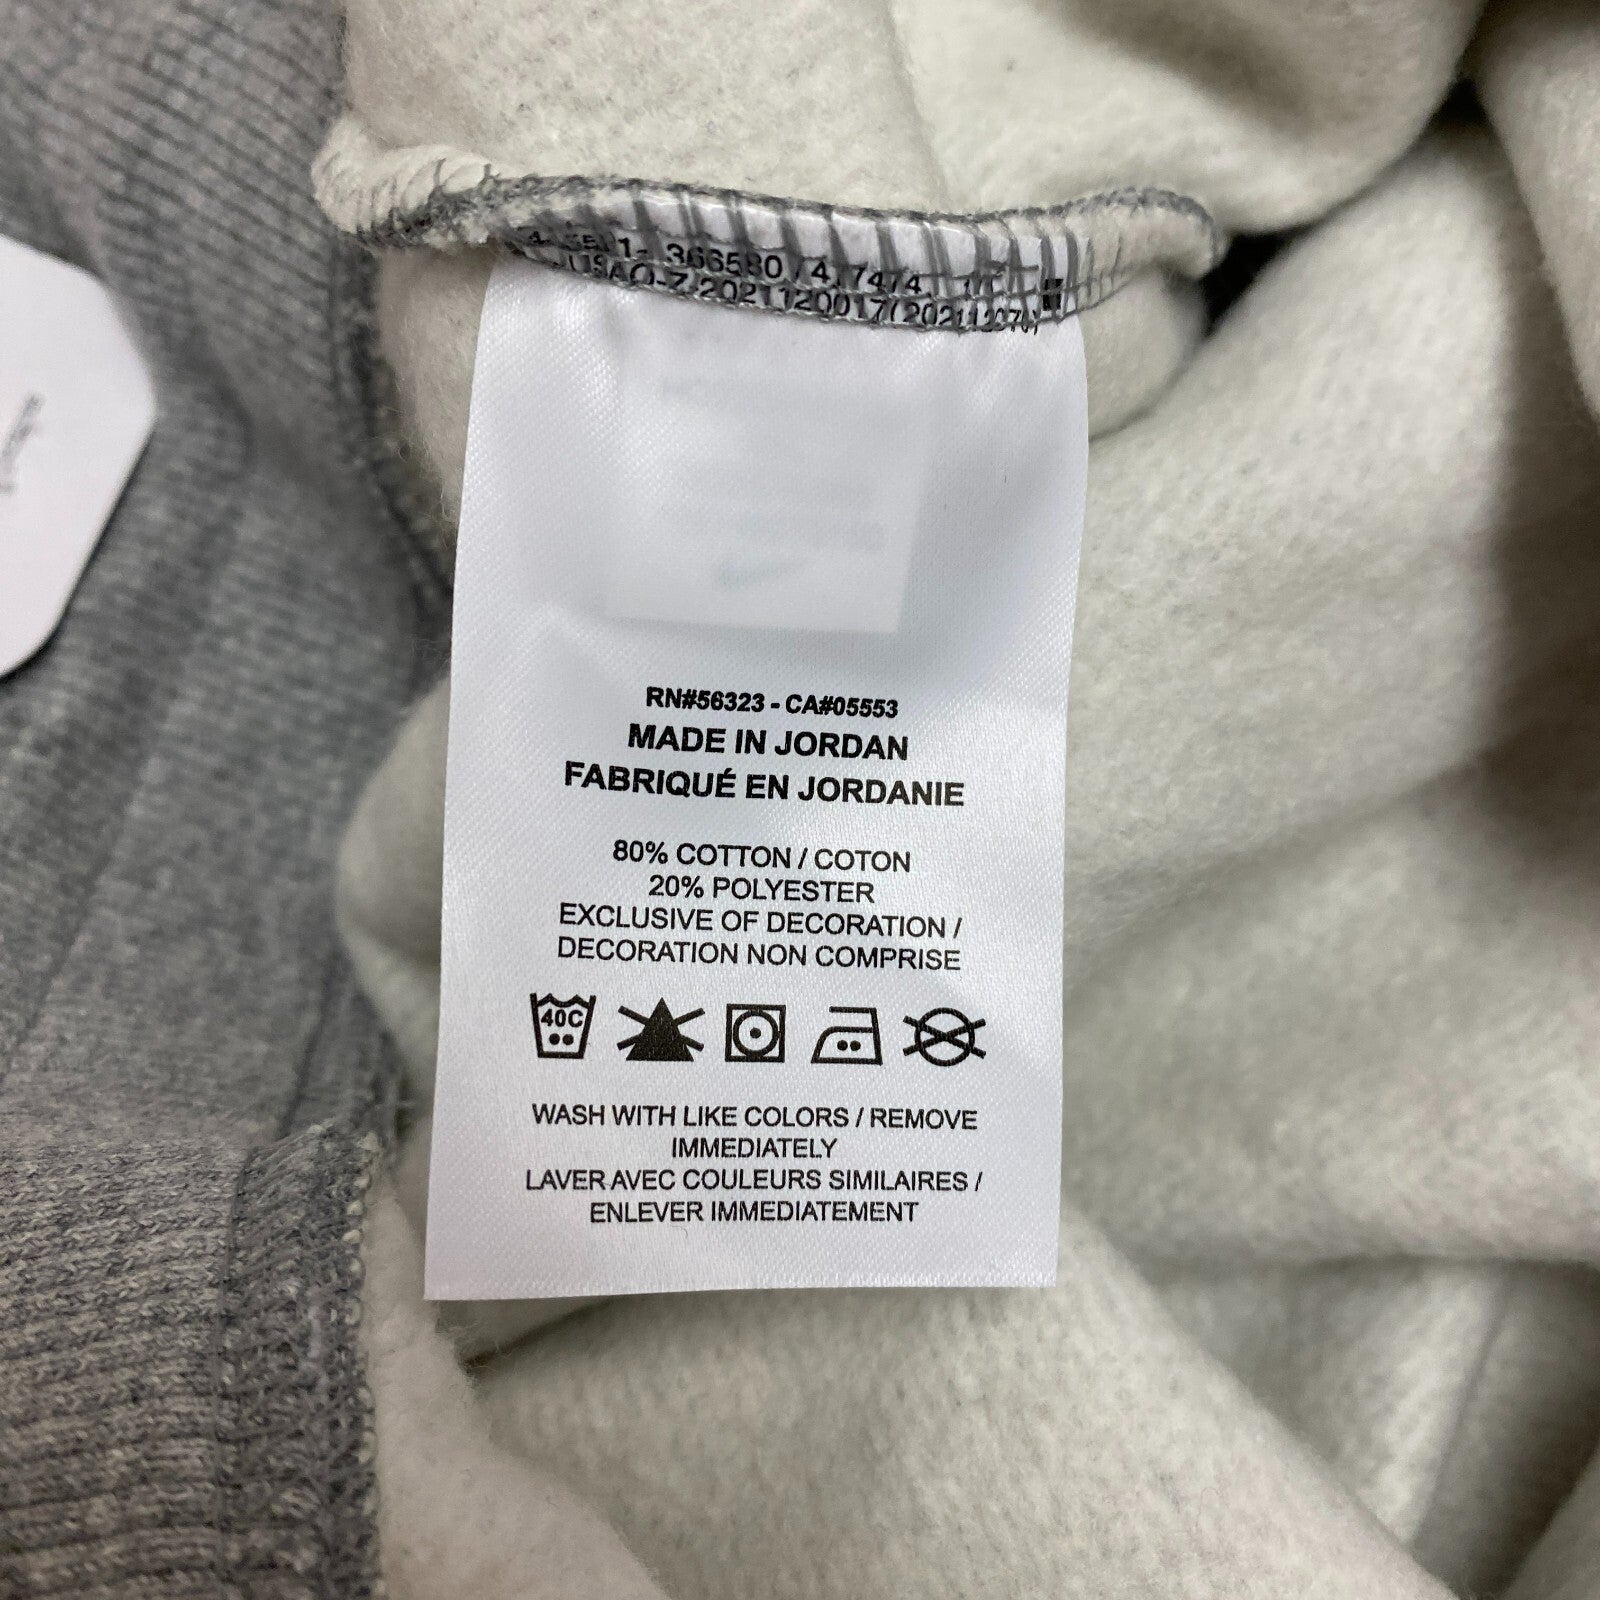 366580
RN#56323 - CA#05553
MADE IN JORDAN
FABRIQUÉ EN JORDANIE
80% COTTON / COTON
20% POLYESTER
EXCLUSIVE OF DECORATION /
DECORATION NON COMPRISE
40C
WASH WITH LIKE COLORS / REMOVE
IMMEDIATELY
LAVER AVEC COULEURS SIMILAIRES /
ENLEVER IMMEDIATEMENT